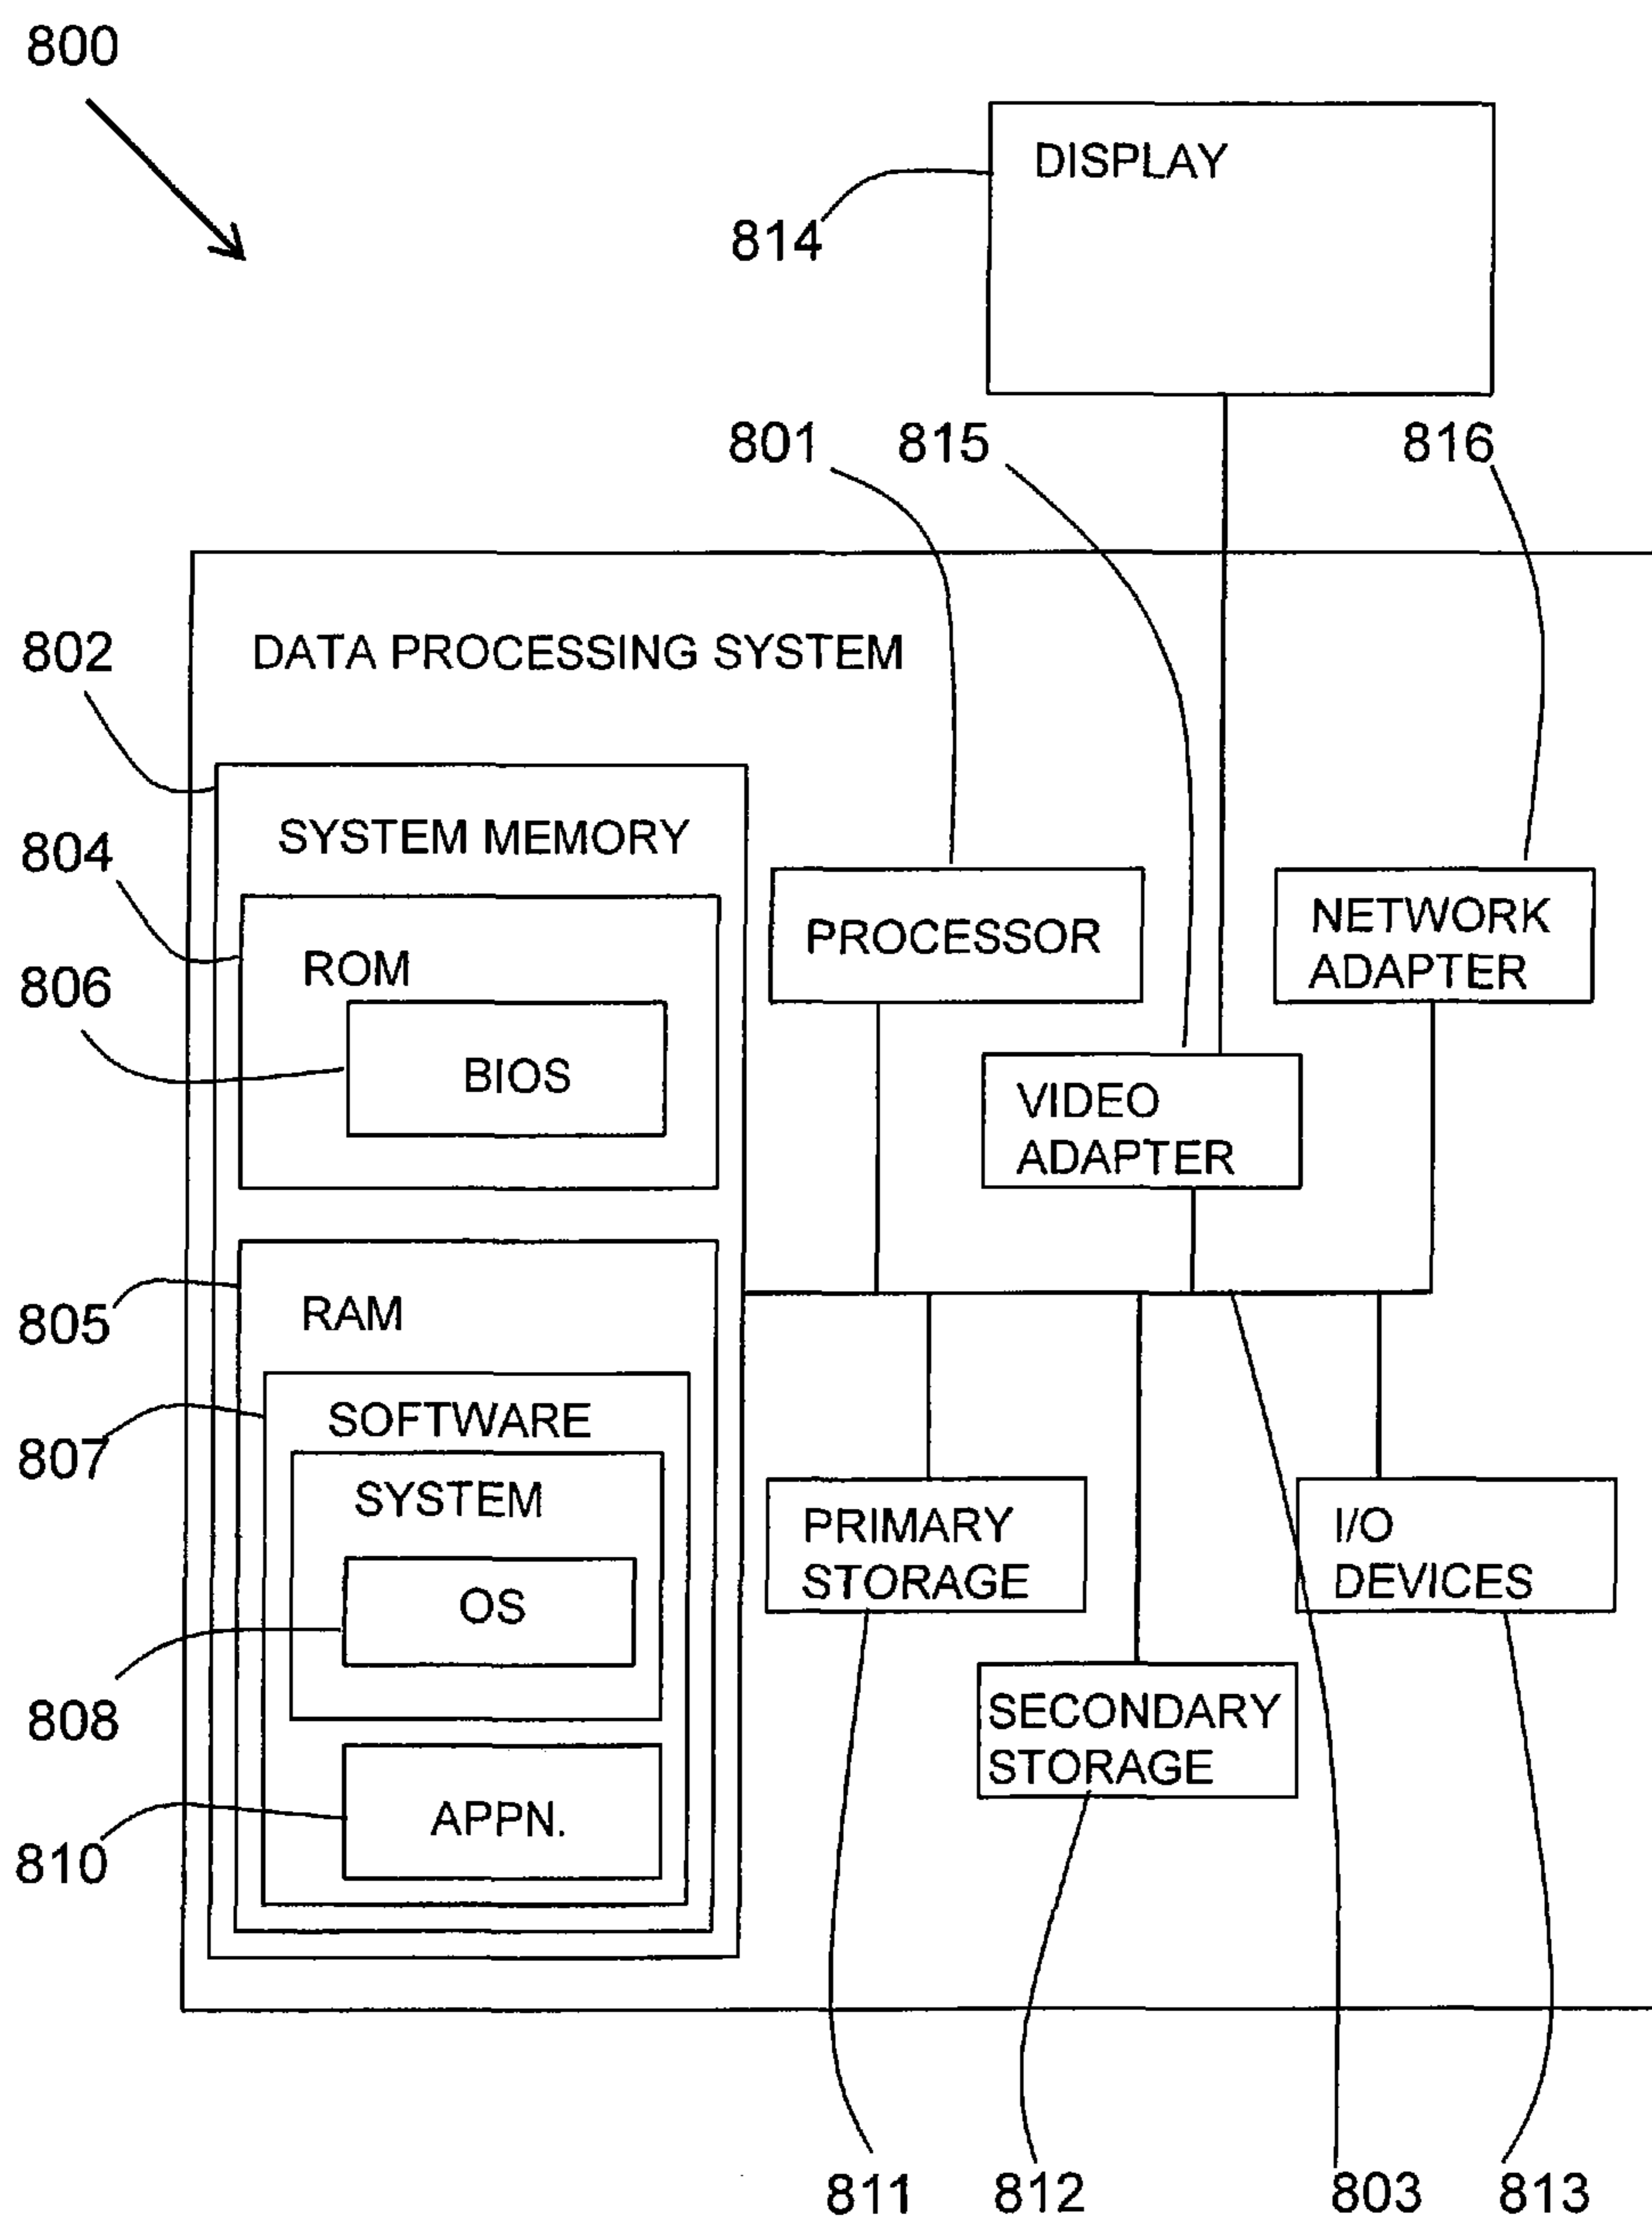 800
DISPLAY
814
801
815
816
802
DATA PROCESSING SYSTEM
SYSTEM MEMORY
804
PROCESSOR
NETWORK
ADAPTER
ROM
806
BIOS
VIDEO
ADAPTER
805
RAM
807
SOFTWARE
SYSTEM
PRIMARY
STORAGE
I/O
DEVICES
OS
808
SECONDARY
STORAGE
APPN.
810
811
812
803
813